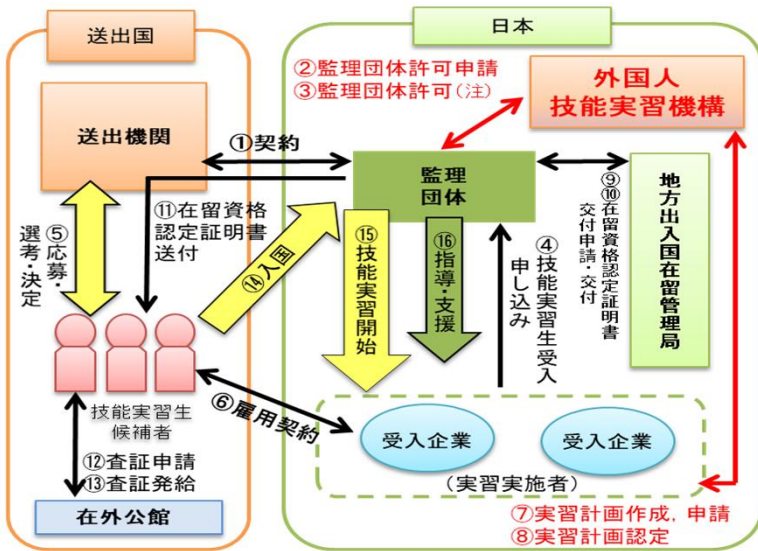 送出国
日本
②監理団体許可申請
③監理団体許可(注)
外国人
技能実習機構
送出機関
①契約
監理
団体
⑨⑩在留資格認定証明書
交付申請・交付
地方出入国在留管理局
⑤応募・
選考・決定
⑪在留資格
認定証明書
送付
⑭入国
⑮技能実習開始
⑯指導・支援
④技能実習生受入
申し込み
技能実習生
候補者
⑥雇用契約
受入企業
受入企業
(実習実施者)
⑫査証申請
⑬査証発給
在外公館
⑦実習計画作成，申請
⑧実習計画認定